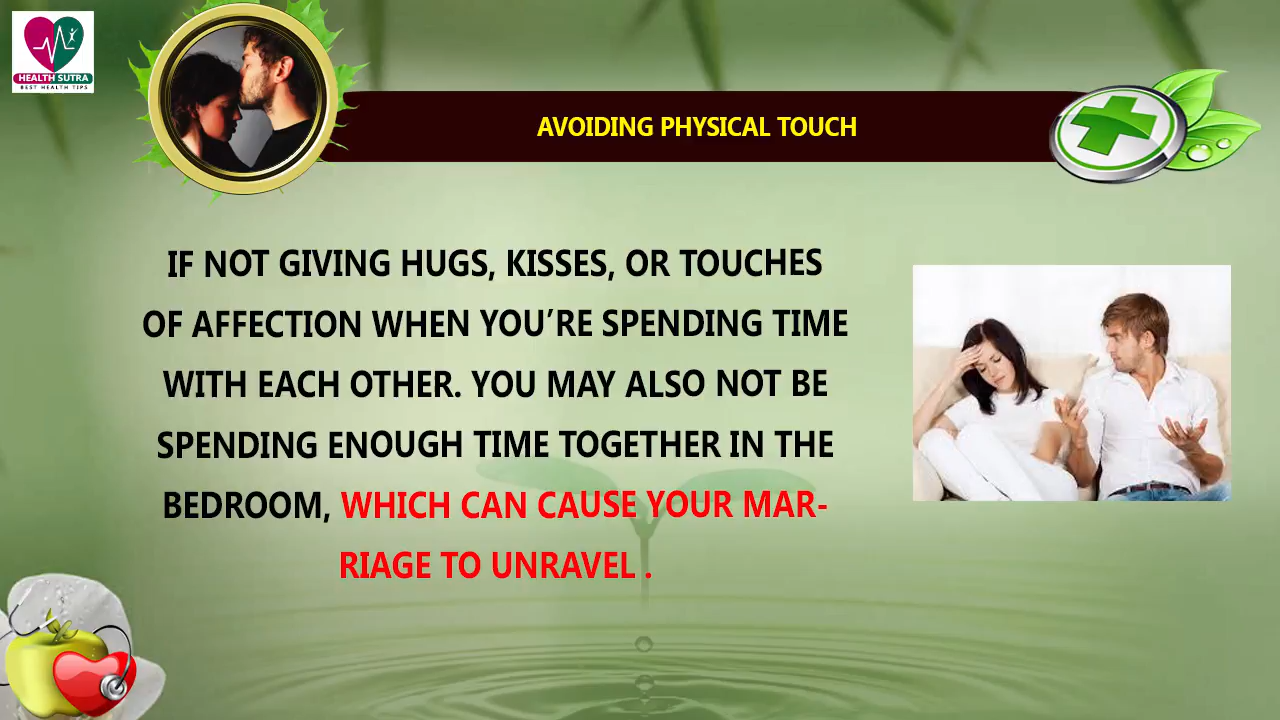 HEALTH SUTRA
BEST HEALTH TIPS
AVOIDING PHYSICAL TOUCH
IF NOT GIVING HUGS, KISSES, OR TOUCHES
OF AFFECTION WHEN YOU’RE SPENDING TIME
WITH EACH OTHER. YOU MAY ALSO NOT BE
SPENDING ENOUGH TIME TOGETHER IN THE
BEDROOM, WHICH CAN CAUSE YOUR MAR-
RIAGE TO UNRAVEL .